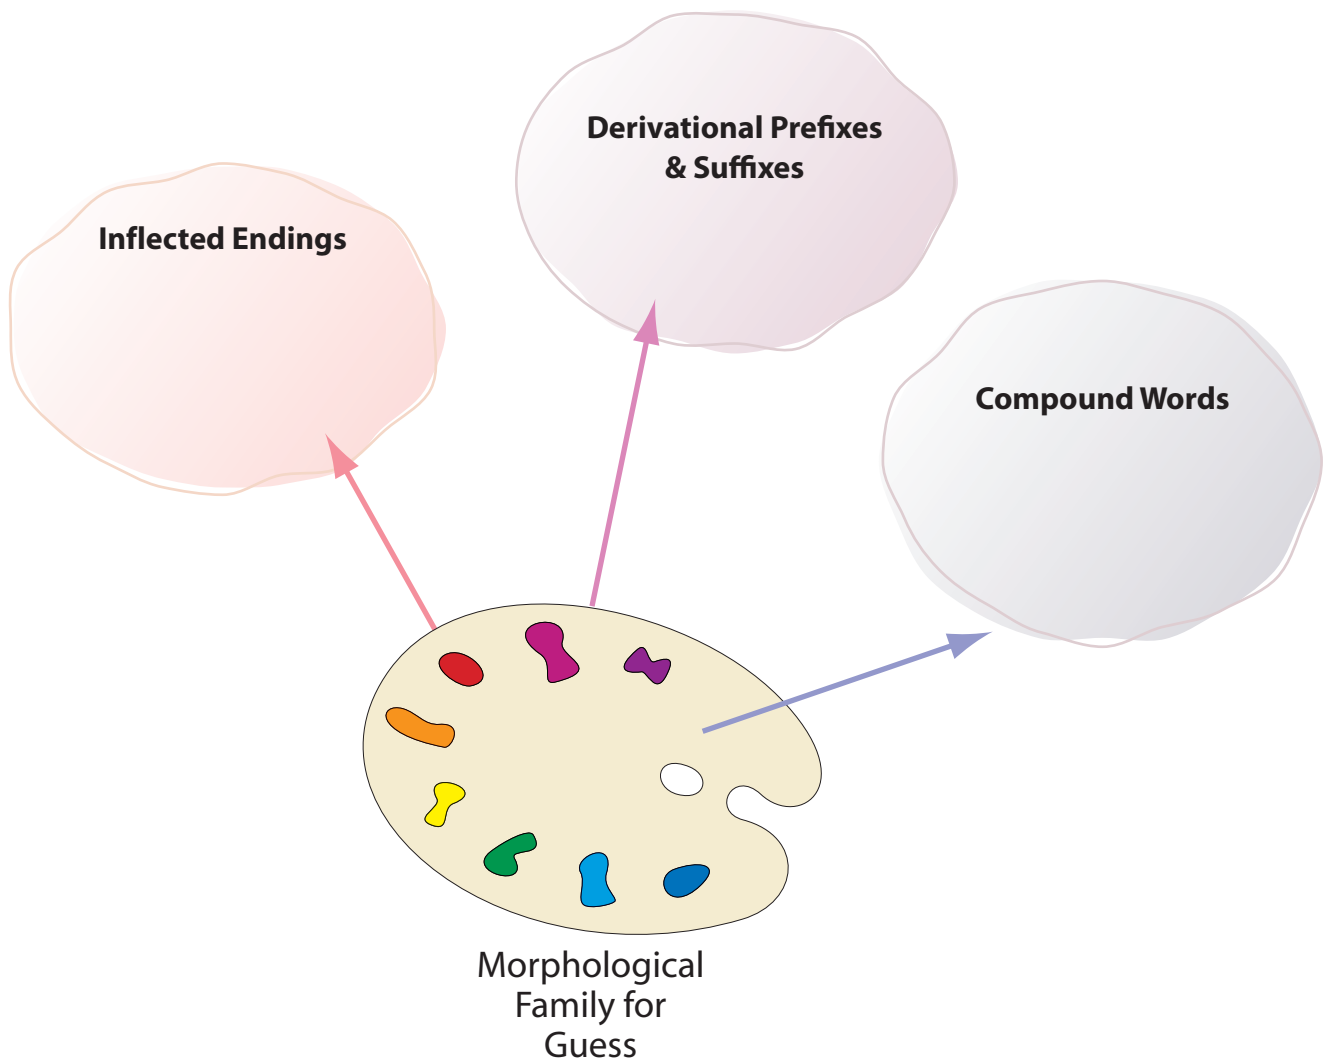 Derivational Prefixes
& Suffixes
Inflected Endings
Compound Words
Morphological
Family for
Guess